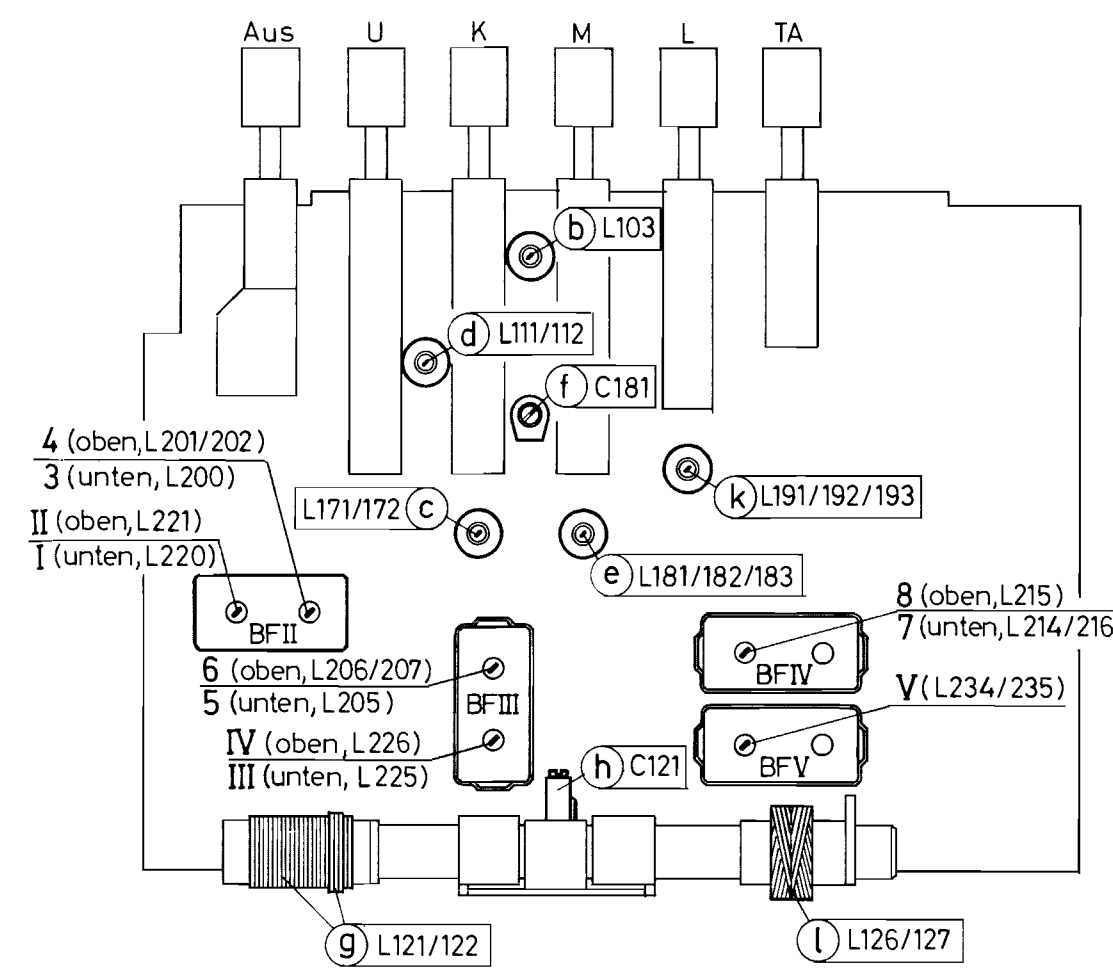 Aus U K M L TA
b L103
d L111/112
f C181
4 (oben, L201/202)
3 (unten, L200)
k L191/192/193
L171/172 c
II (oben, L221)
I (unten, L220)
e L181/182/183
BFII
8 (oben, L215)
7 (unten, L214/216
6 (oben, L206/207)
5 (unten, L205)
BFIII
BFIV
V (L234/235)
IV (oben, L226)
III (unten, L225)
h C121
BFV
g L121/122
l L126/127